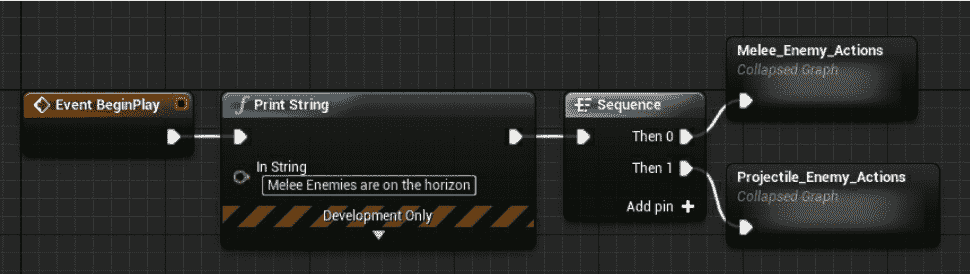 Event BeginPlay
Print String
In String
Melee Enemies are on the horizon
Development Only
Sequence
Then 0
Then 1
Add pin
Melee_Enemy_Actions
Collapsed Graph
Projectile_Enemy_Actions
Collapsed Graph